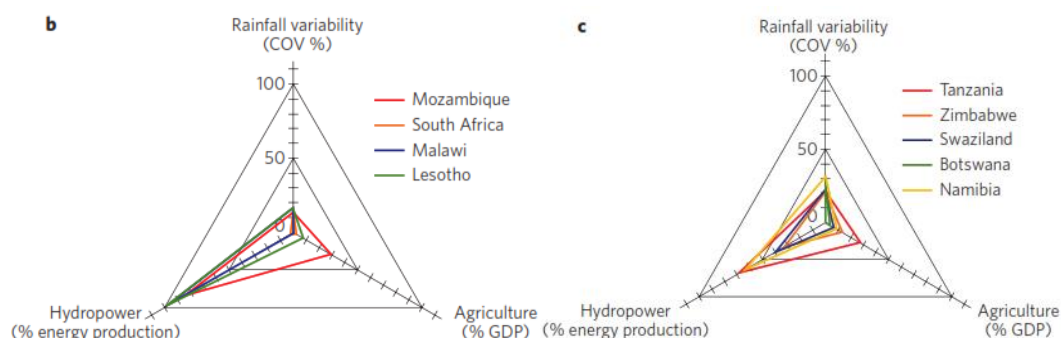 b
Rainfall variability
(COV %)
100
50
0
Mozambique
South Africa
Malawi
Lesotho
Hydropower
(% energy production)
Agriculture
(% GDP)
c
Rainfall variability
(COV %)
100
50
0
Tanzania
Zimbabwe
Swaziland
Botswana
Namibia
Hydropower
(% energy production)
Agriculture
(% GDP)